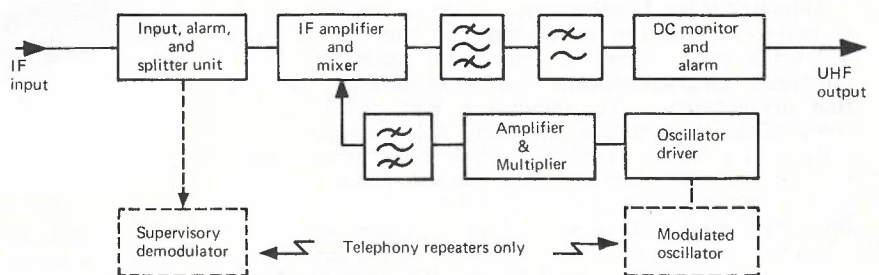 Input, alarm,
and
splitter unit
IF amplifier
and
mixer
DC monitor
and
alarm
IF
input
UHF
output
Amplifier
&
Multiplier
Oscillator
driver
Supervisory
demodulator
Telephony repeaters only
Modulated
oscillator